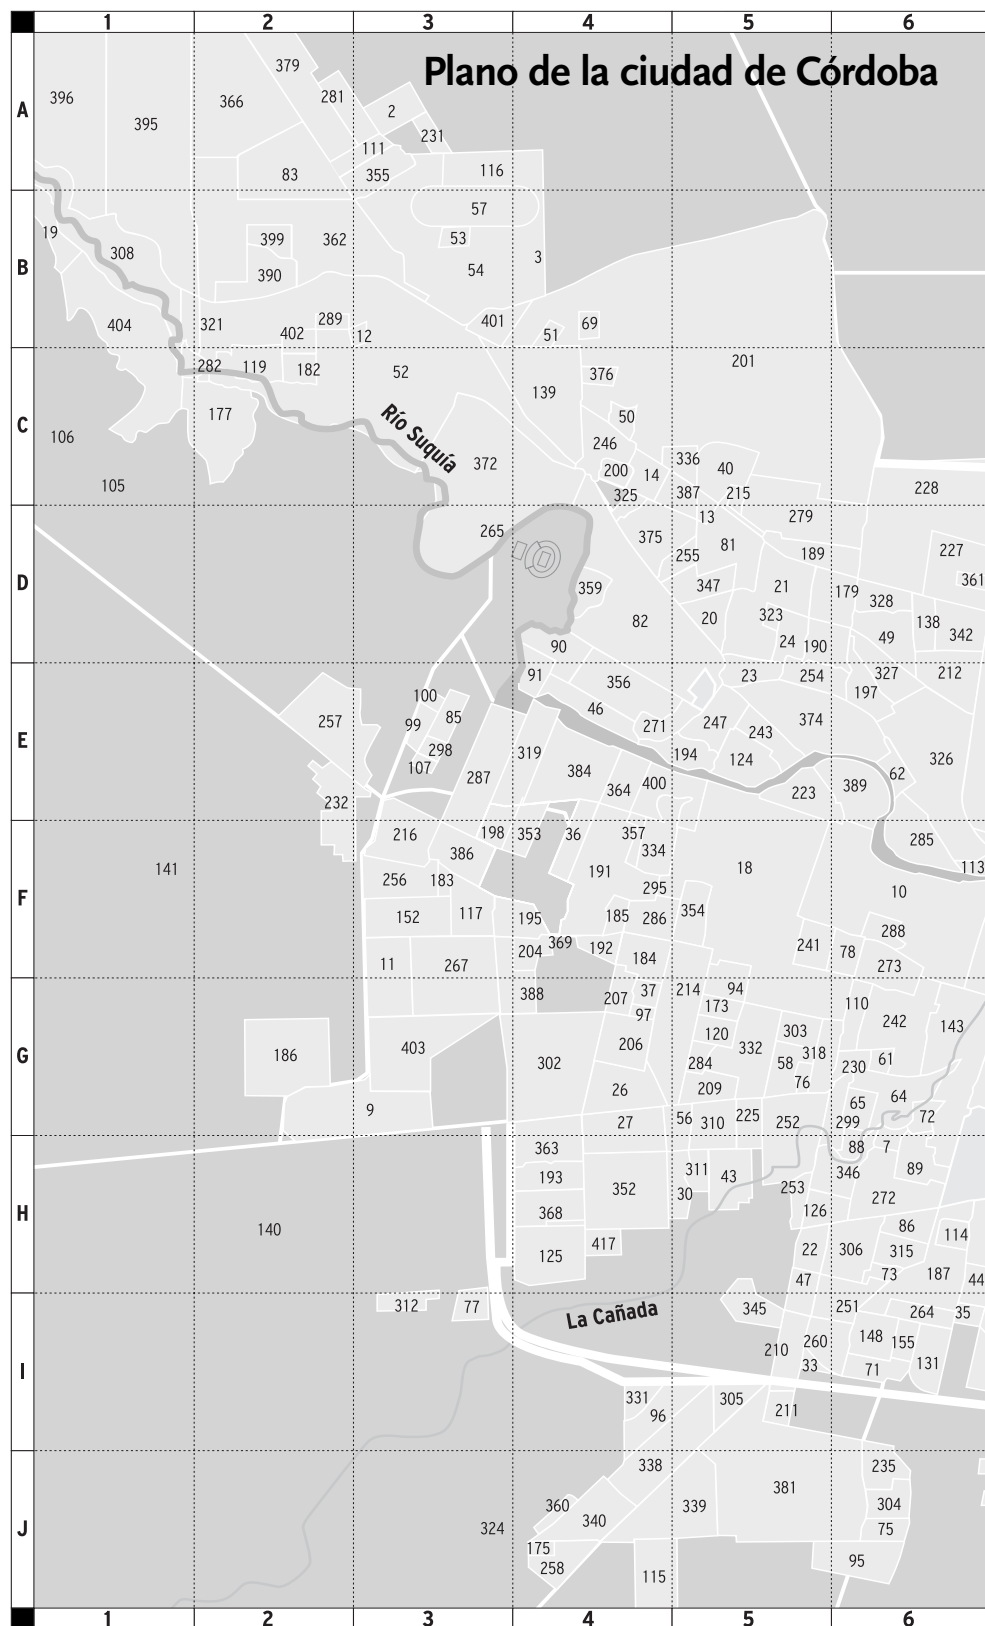 1 2 3 4 5 6
Plano de la ciudad de Córdoba
A
379
396 366 281
2
395
231
111
83 355 116
B
57
19 399 362 53
308 3
390 54
404 321 402 289 12 401 51 69
C
282 119 182 52 376 201
139
177 50
106 Río Suquía 246
372 200 14 336 40
105 325 387 215 228
D
265 375 13 279
255 81 189 227
359 347 21 179 328 361
82 20 323 138
90 24 190 49 342
E
91 356 23 254 327 212
100 46 197
257 99 85 271 247 243 374
298 319 194 124 326
107 287 384 364 400 62
232 223 389
F
216 198 353 36 357 285
386 334
141 256 183 191 18 113
295 10
152 117 195 185 286 354
369 288
11 267 204 192 184 241 78 273
G
388 207 37 214 94 110
97 173 242 143
186 403 302 206 120 332 303 318
284 58 230 61
26 209 76
9 65 64
27 56 310 225 252 299 72
H
363 88 7
193 352 311 43 346 89
30 253 272
140 368 126 86
125 417 22 306 315 114
47 73 187 44
I
312 77 La Cañada 345 251 264 35
210 260 148 155
33 71 131
331 96 305 211
J
338 235
360 339 381 304
324 340 75
175
258 115 95
1 2 3 4 5 6